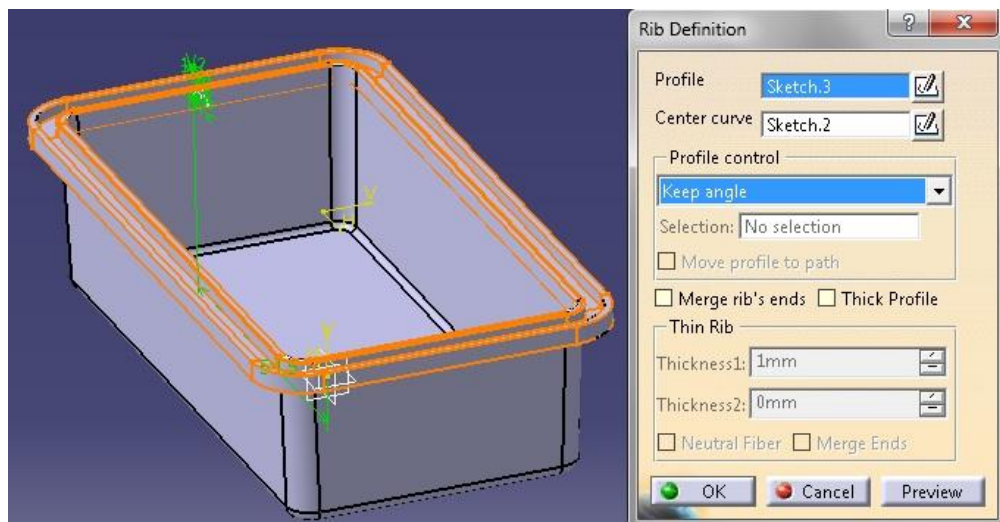 Rib Definition
?
X
Profile Sketch.3
Center curve Sketch.2
Profile control
Keep angle
Selection: No selection
Move profile to path
Merge rib's ends Thick Profile
Thin Rib
Thickness1: 1mm
Thickness2: 0mm
Neutral Fiber Merge Ends
OK Cancel Preview